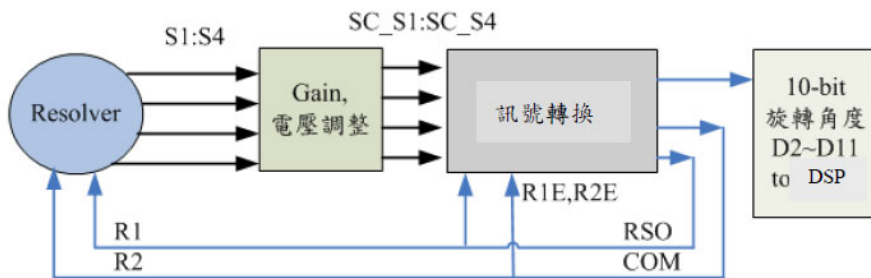 S1:S4
SC_S1:SC_S4
Resolver
Gain,
電壓調整
訊號轉換
10-bit
旋轉角度
D2~D11
to DSP
R1E,R2E
R1
RSO
R2
COM